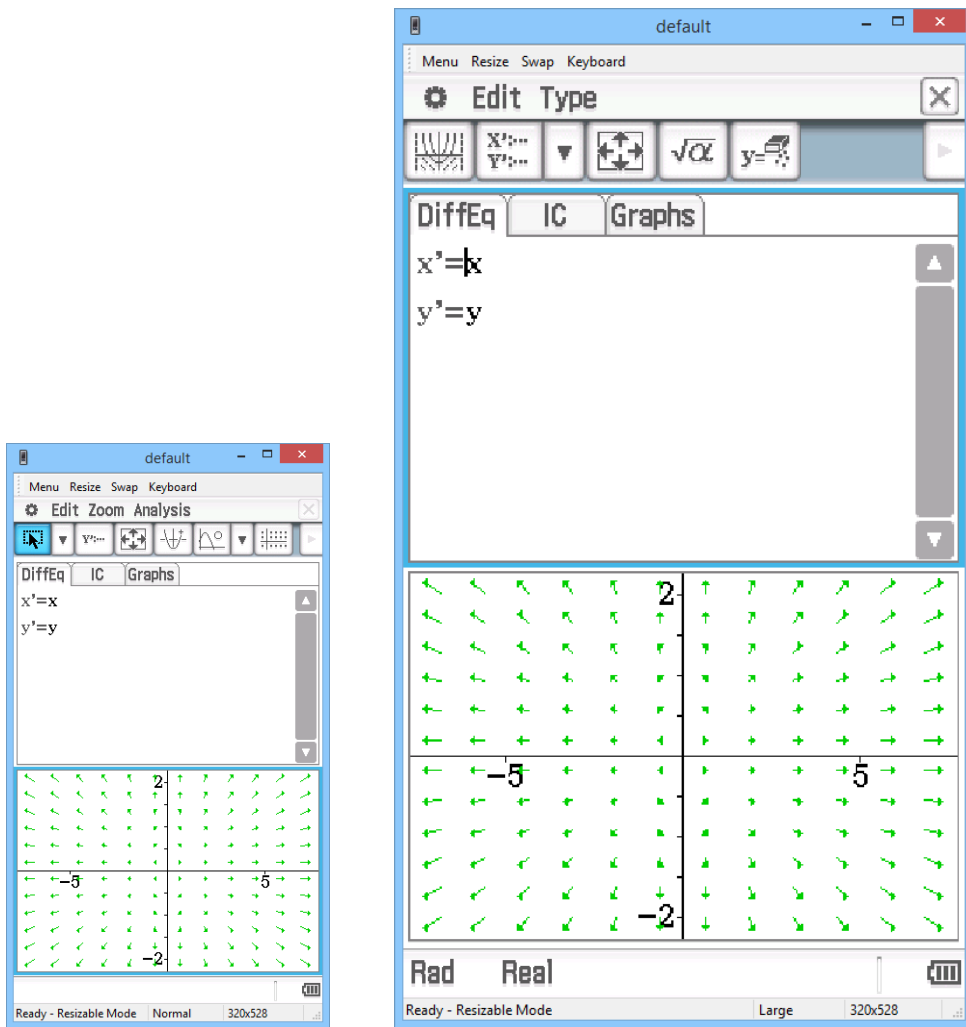 default
Menu Resize Swap Keyboard
Edit Zoom Analysis
Y':---
DiffEq IC Graphs
x'=x
y'=y
2
-5 5
-2
Ready - Resizable Mode Normal 320x528
default
Menu Resize Swap Keyboard
Edit Type
X':---
Y':---
√α
y=
DiffEq IC Graphs
x'=x
y'=y
2
-5 5
-2
Rad Real
Ready - Resizable Mode Large 320x528